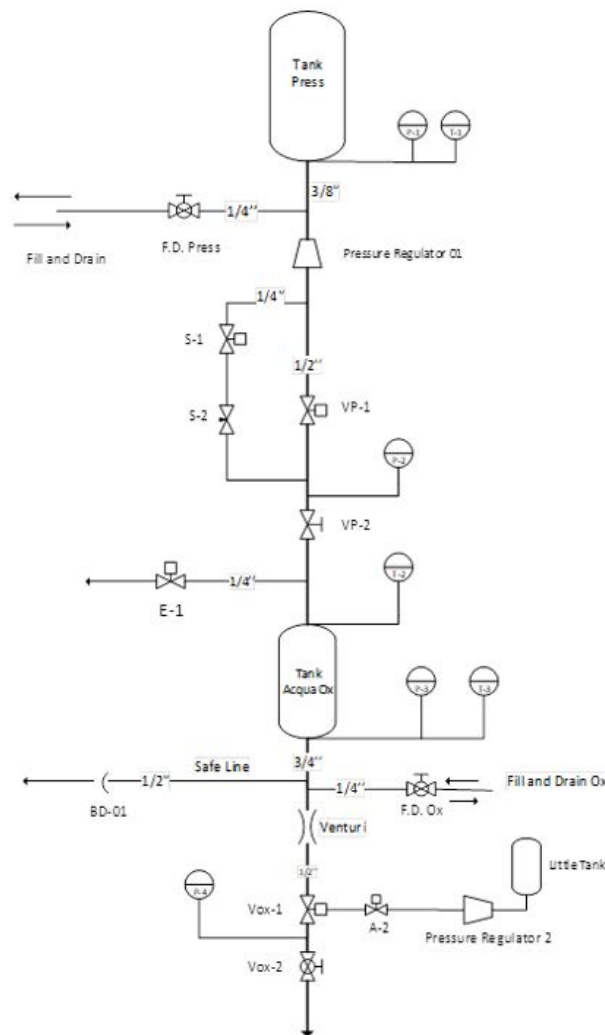 Tank
Press
P-1
T-1
3/8"
1/4''
F.D. Press
Fill and Drain
Pressure Regulator 01
1/4"
S-1
1/2''
VP-1
S-2
P-2
VP-2
T-2
1/4''
E-1
Tank
Acqua Ox
P-3
T-3
3/4''
Safe Line
1/2"
BD-01
1/4''
Fill and Drain Ox
F.D. Ox
Venturi
Little Tank
1/2"
P-4
Vox-1
A-2
Pressure Regulator 2
Vox-2